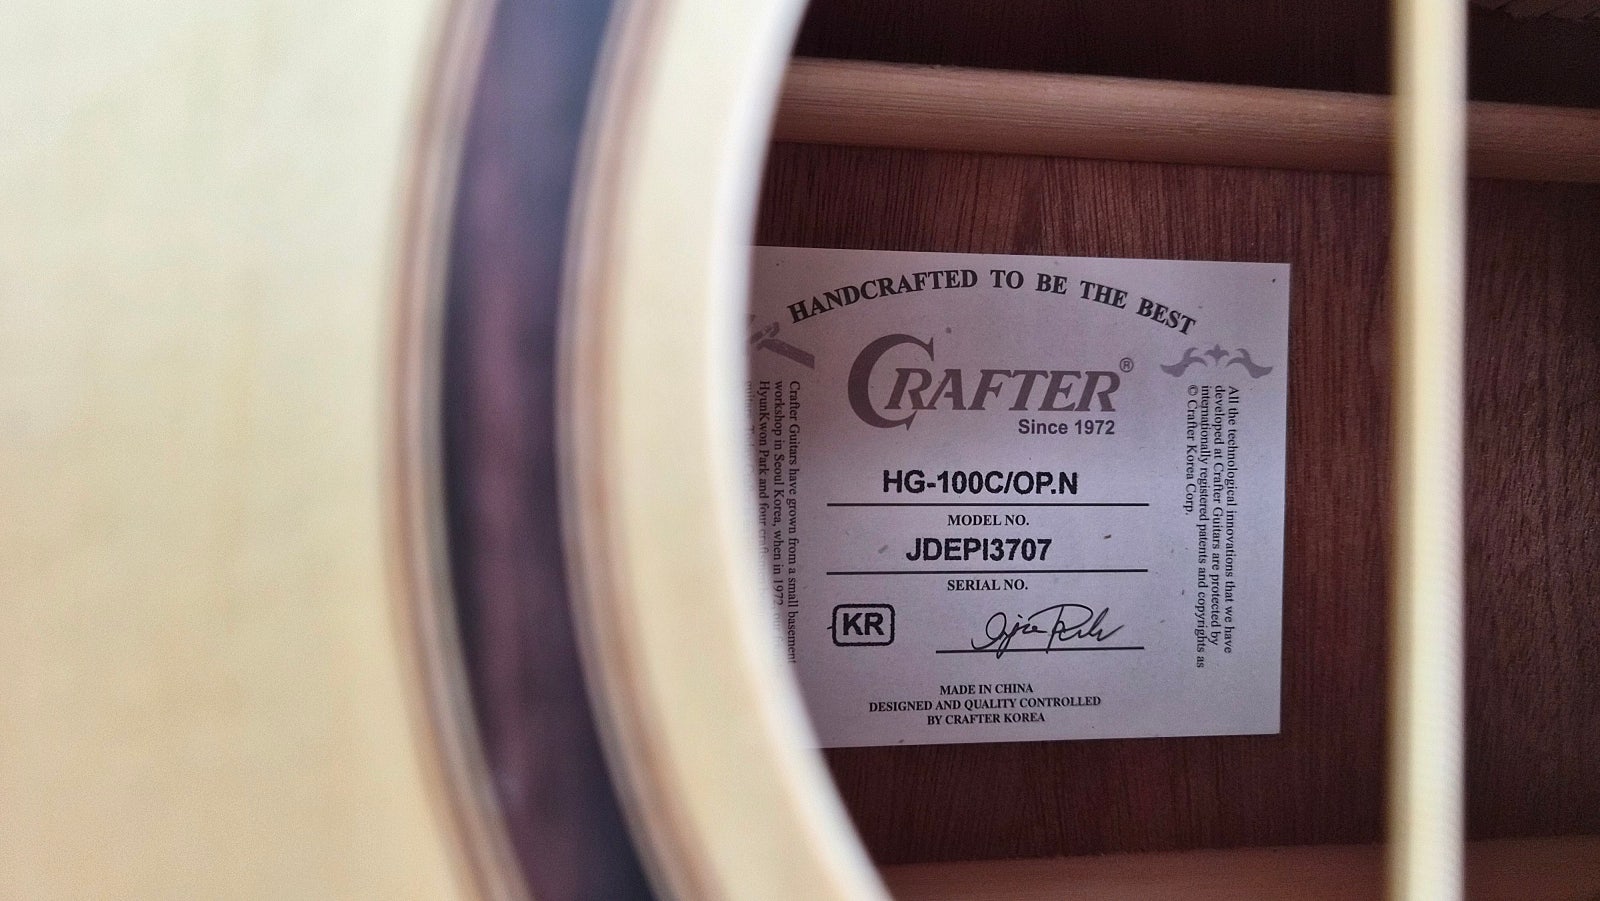 HANDCRAFTED TO BE THE BEST
CRAFTER®
Since 1972
HG-100C/OP.N
MODEL NO.
JDEPI3707
SERIAL NO.
KR
MADE IN CHINA
DESIGNED AND QUALITY CONTROLLED
BY CRAFTER KOREA
Crafter Guitars have grown from a small basement
workshop in Seoul Korea, when in 1972,
HyunKwon Park and four
All the technological innovations that we have
developed at Crafter Guitars are protected by
internationally registered patents and copyrights as
© Crafter Korea Corp.